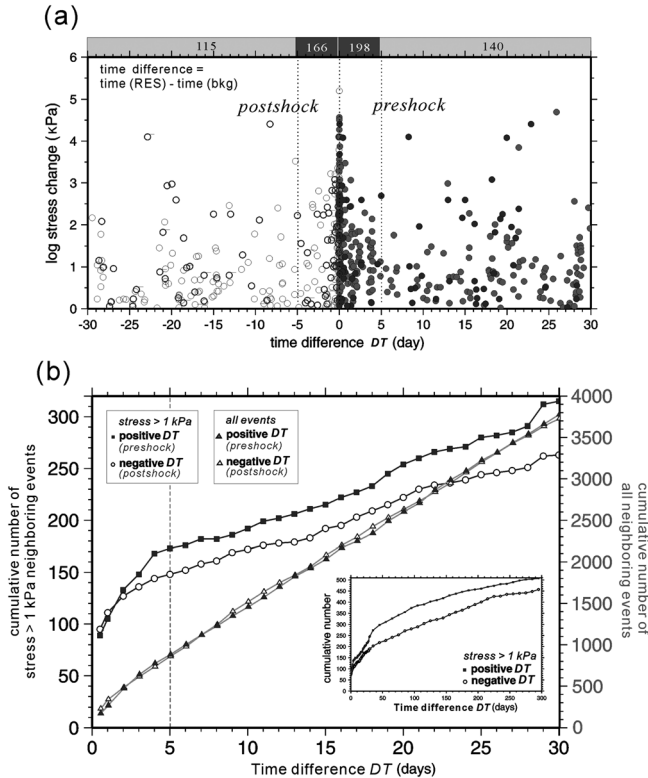 (a)
115 166 198 140
time difference =
time (RES) - time (bkg)
postshock preshock
log stress change (κPa)
6
5
4
3
2
1
0
-30 -25 -20 -15 -10 -5 0 5 10 15 20 25 30
time difference DT (day)
(b)
cumulative number of
stress > 1 kPa neighboring events
300
250
200
150
100
50
0
stress > 1 kPa
positive DT
(preshock)
negative DT
(postshock)
all events
positive DT
(preshock)
negative DT
(postshock)
4000
3500
3000
2500
2000
1500
1000
500
0
cumulative number of
all neighboring events
cumulative number
500
450
400
350
300
250
200
150
100
50
0
stress > 1 kPa
positive DT
negative DT
0 50 100 150 200 250 300
Time difference DT (days)
0 5 10 15 20 25 30
Time difference DT (days)